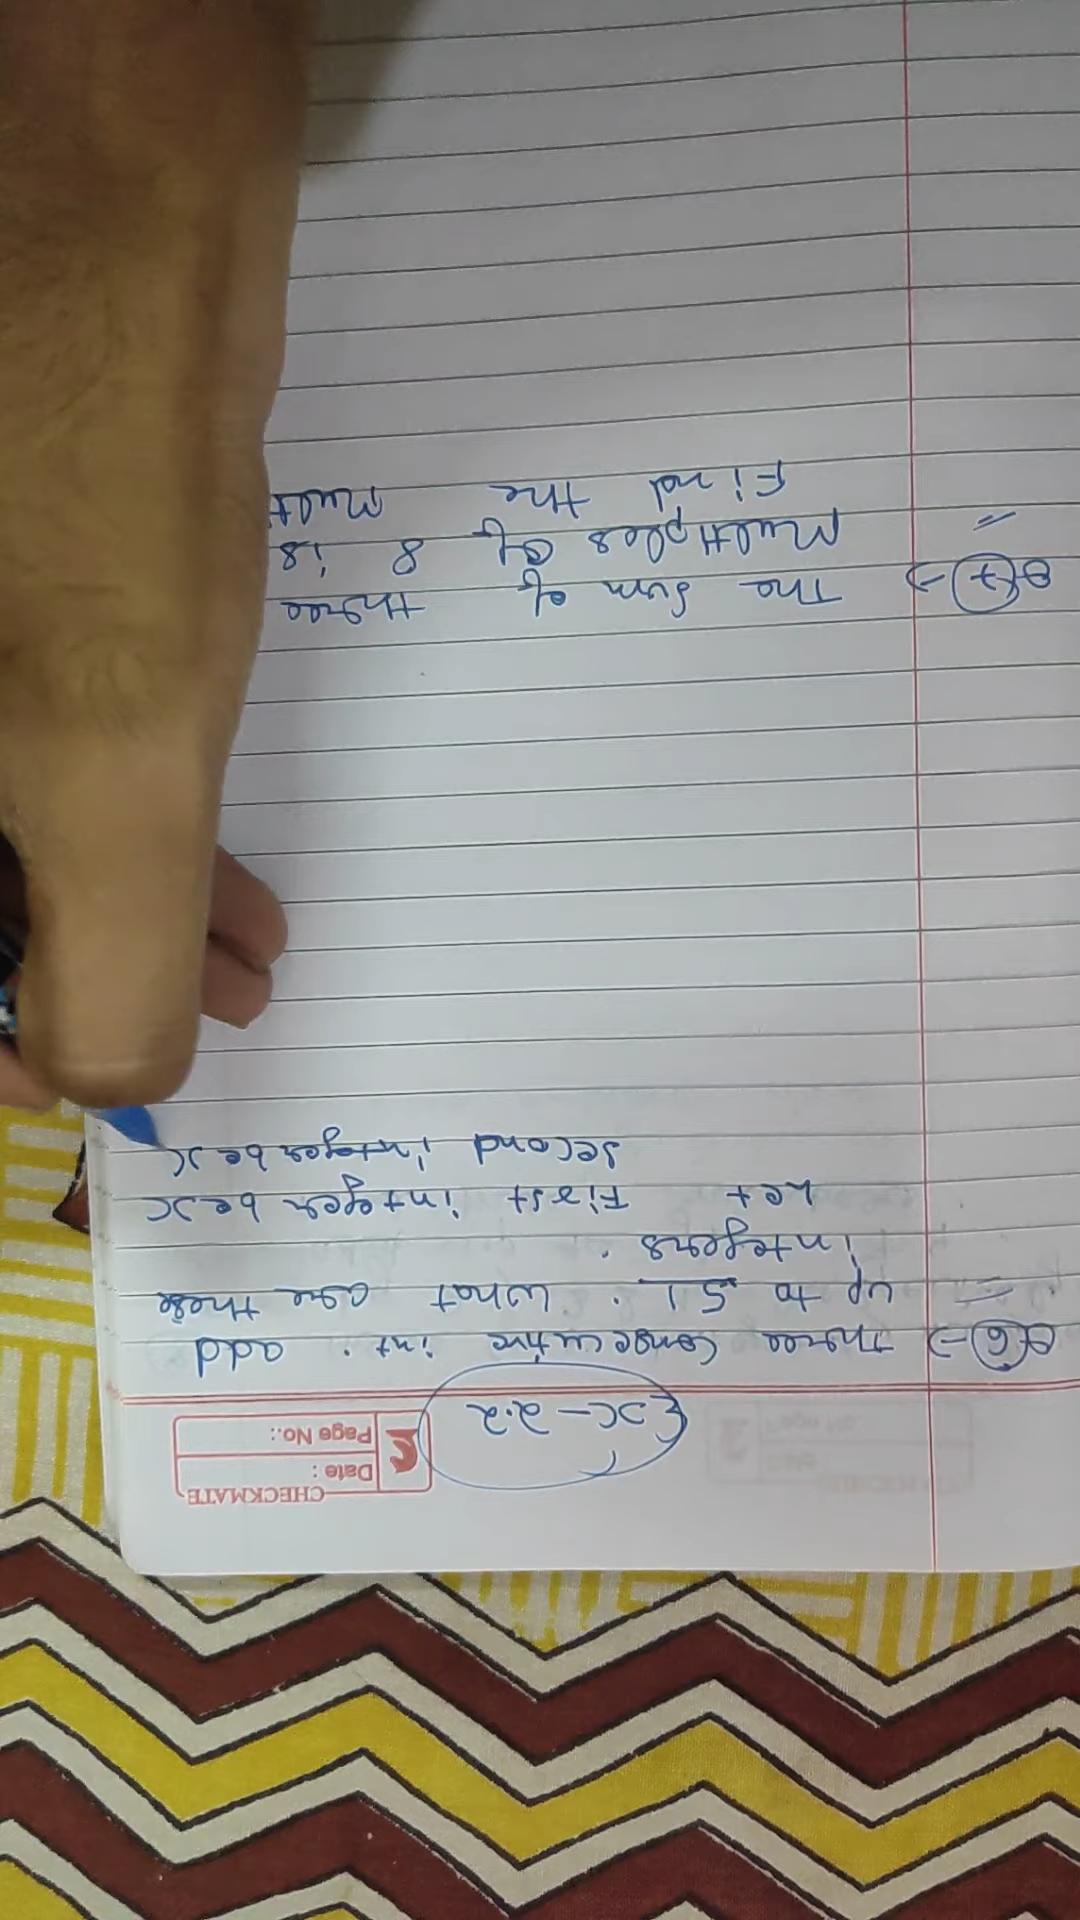 CHECKMATE
Date :
Page No.:
Ex-2.2
Q6 → Three consecutive int. add
up to 51. What are these
integers.
Let First integer be x
Second integer be x
Q7 → The Sum of three
Multiples of 8 is
Find the Mult